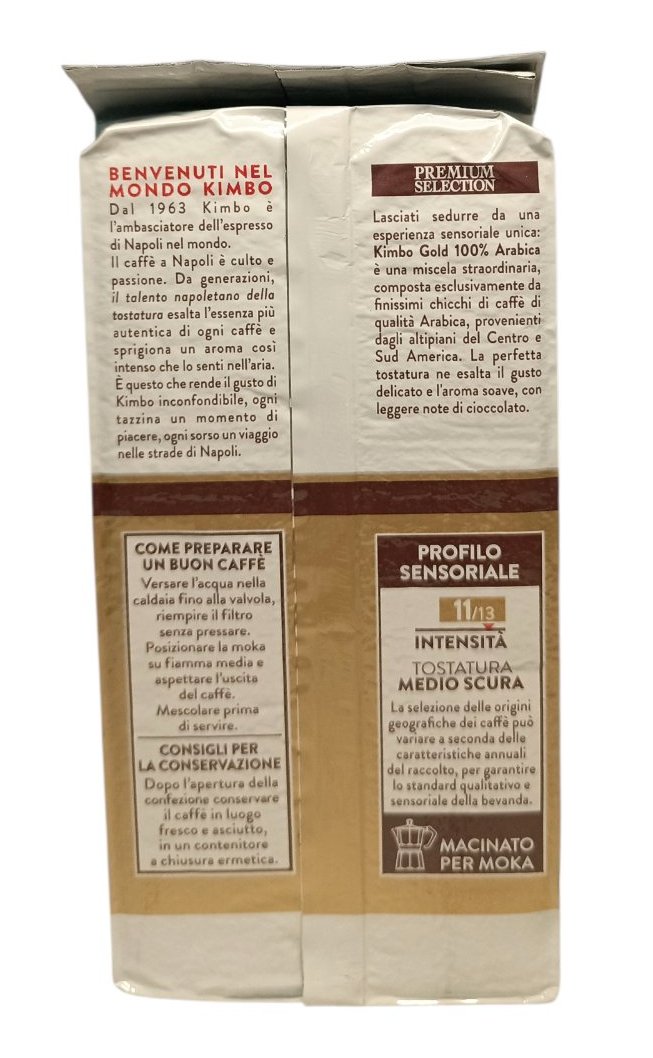 BENVENUTI NEL
MONDO KIMBO
Dal 1963 Kimbo è
l'ambasciatore dell'espresso
di Napoli nel mondo.
Il caffè a Napoli è culto e
passione. Da generazioni,
il talento napoletano della
tostatura esalta l'essenza più
autentica di ogni caffè e
sprigiona un aroma così
intenso che lo senti nell'aria.
È questo che rende il gusto di
Kimbo inconfondibile, ogni
tazzina un momento di
piacere, ogni sorso un viaggio
nelle strade di Napoli.
PREMIUM
SELECTION
Lasciati sedurre da una
esperienza sensoriale unica:
Kimbo Gold 100% Arabica
è una miscela straordinaria,
composta esclusivamente da
finissimi chicchi di caffè di
qualità Arabica, provenienti
dagli altipiani del Centro e
Sud America. La perfetta
tostatura ne esalta il gusto
delicato e l'aroma soave, con
leggere note di cioccolato.
COME PREPARARE
UN BUON CAFFÈ
Versare l'acqua nella
caldaia fino alla valvola,
riempire il filtro
senza pressare.
Posizionare la moka
su fiamma media e
aspettare l'uscita
del caffè.
Mescolare prima
di servire.
CONSIGLI PER
LA CONSERVAZIONE
Dopo l'apertura della
confezione conservare
il caffè in luogo
fresco e asciutto,
in un contenitore
a chiusura ermetica.
PROFILO
SENSORIALE
11/13
INTENSITÀ
TOSTATURA
MEDIO SCURA
La selezione delle origini
geografiche dei caffè può
variare a seconda delle
caratteristiche annuali
del raccolto, per garantire
lo standard qualitativo e
sensoriale della bevanda.
MACINATO
PER MOKA